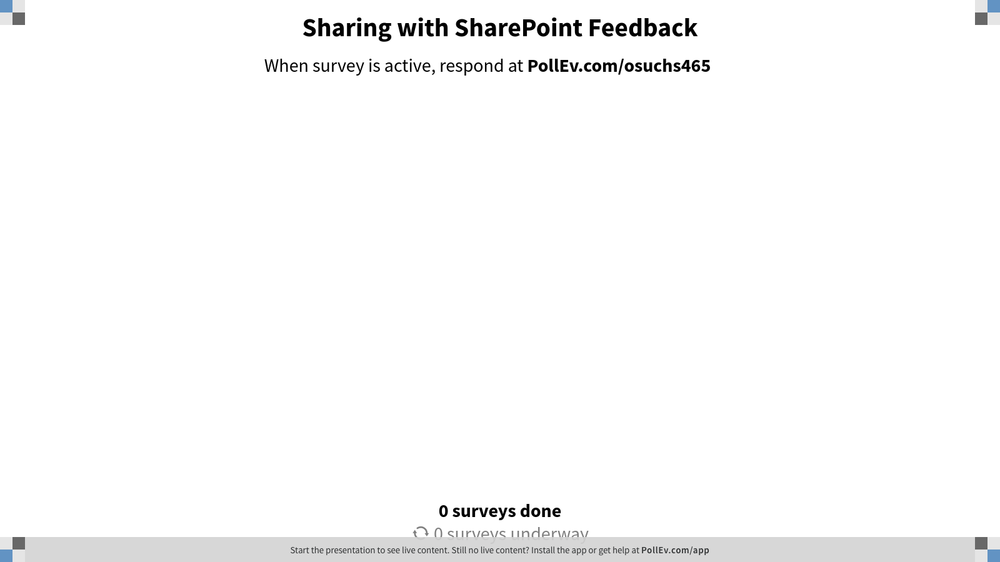 Sharing with SharePoint Feedback
When survey is active, respond at PollEv.com/osuchs465
0 surveys done
0 surveys underway
Start the presentation to see live content. Still no live content? Install the app or get help at PollEv.com/app